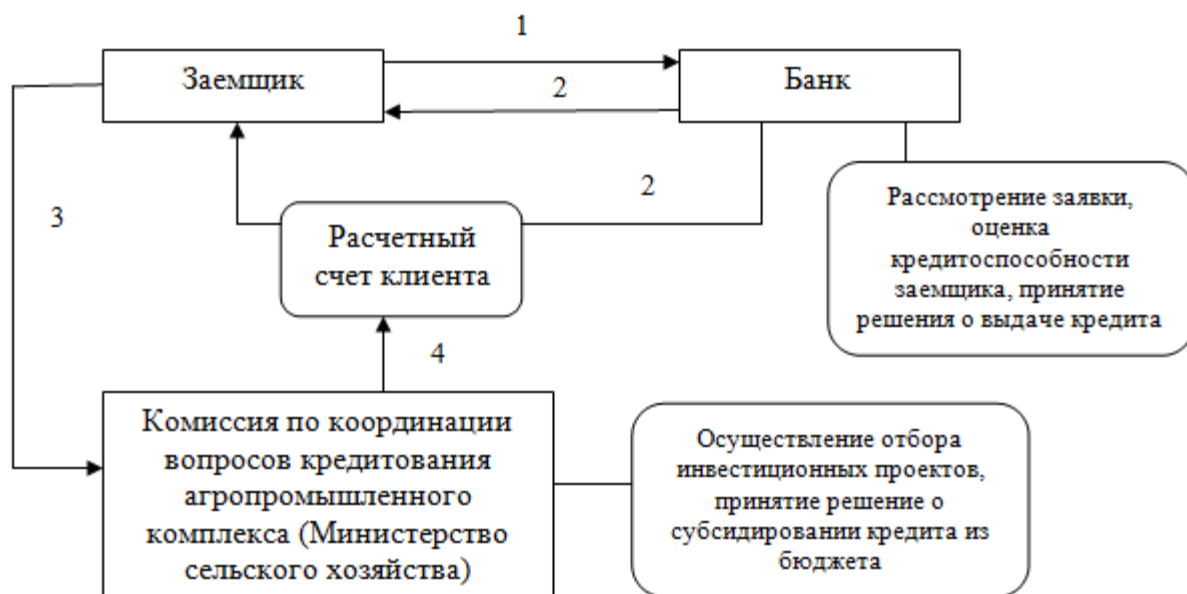 1
Заемщик
Банк
2
2
3
Рассмотрение заявки,
оценка
кредитоспособности
заемщика, принятие
решения о выдаче кредита
Расчетный
счет клиента
4
Комиссия по координации
вопросов кредитования
агропромышленного
комплекса (Министерство
сельского хозяйства)
Осуществление отбора
инвестиционных проектов,
принятие решение о
субсидировании кредита из
бюджета